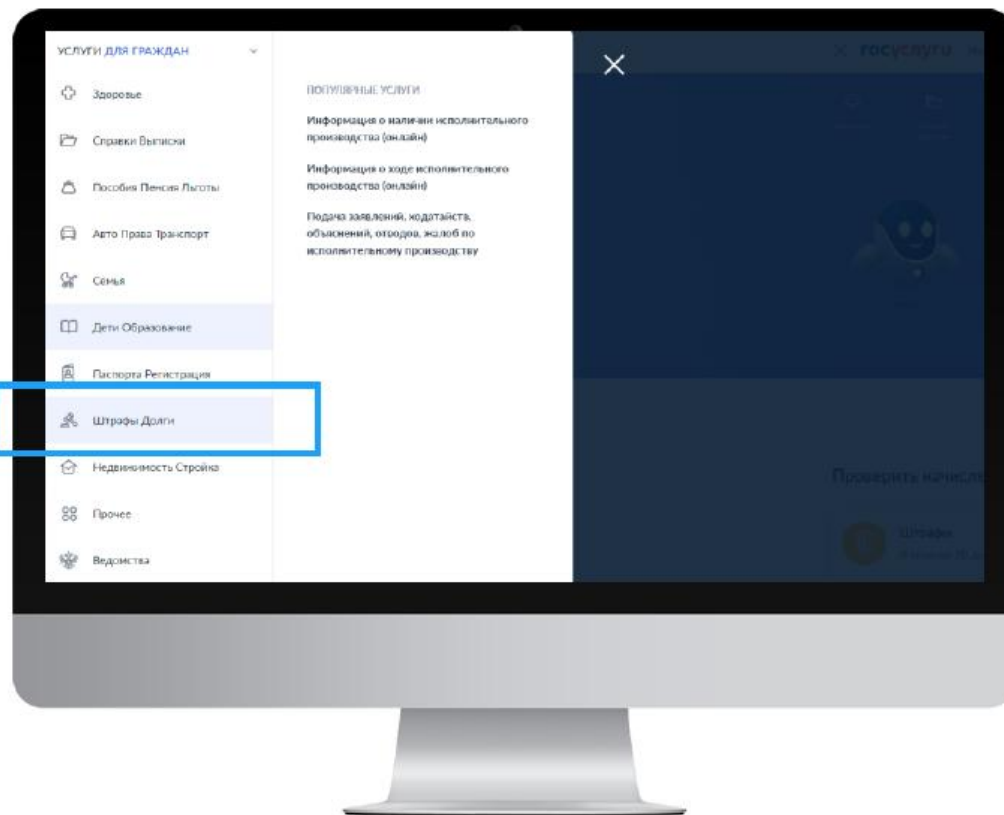 УСЛУГИ ДЛЯ ГРАЖДАН
Здоровье
Справки Выписки
Пособия Пенсия Льготы
Авто Права Транспорт
Семья
Дети Образование
Паспорта Регистрация
Штрафы Долги
Недвижимость Стройка
Прочее
Ведомства
ПОПУЛЯРНЫЕ УСЛУГИ
Информация о наличии исполнительного
производства (онлайн)
Информация о ходе исполнительного
производства (онлайн)
Подача заявлений, ходатайств,
объяснений, отводов, жалоб по
исполнительному производству
госуслуги
Проверить
Штрафы